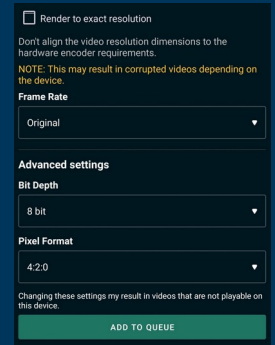 Render to exact resolution
Don't align the video resolution dimensions to the
hardware encoder requirements.
NOTE: This may result in corrupted videos depending on
the device.
Frame Rate
Original
Advanced settings
Bit Depth
8 bit
Pixel Format
4:2:0
Changing these settings my result in videos that are not playable on
this device.
ADD TO QUEUE